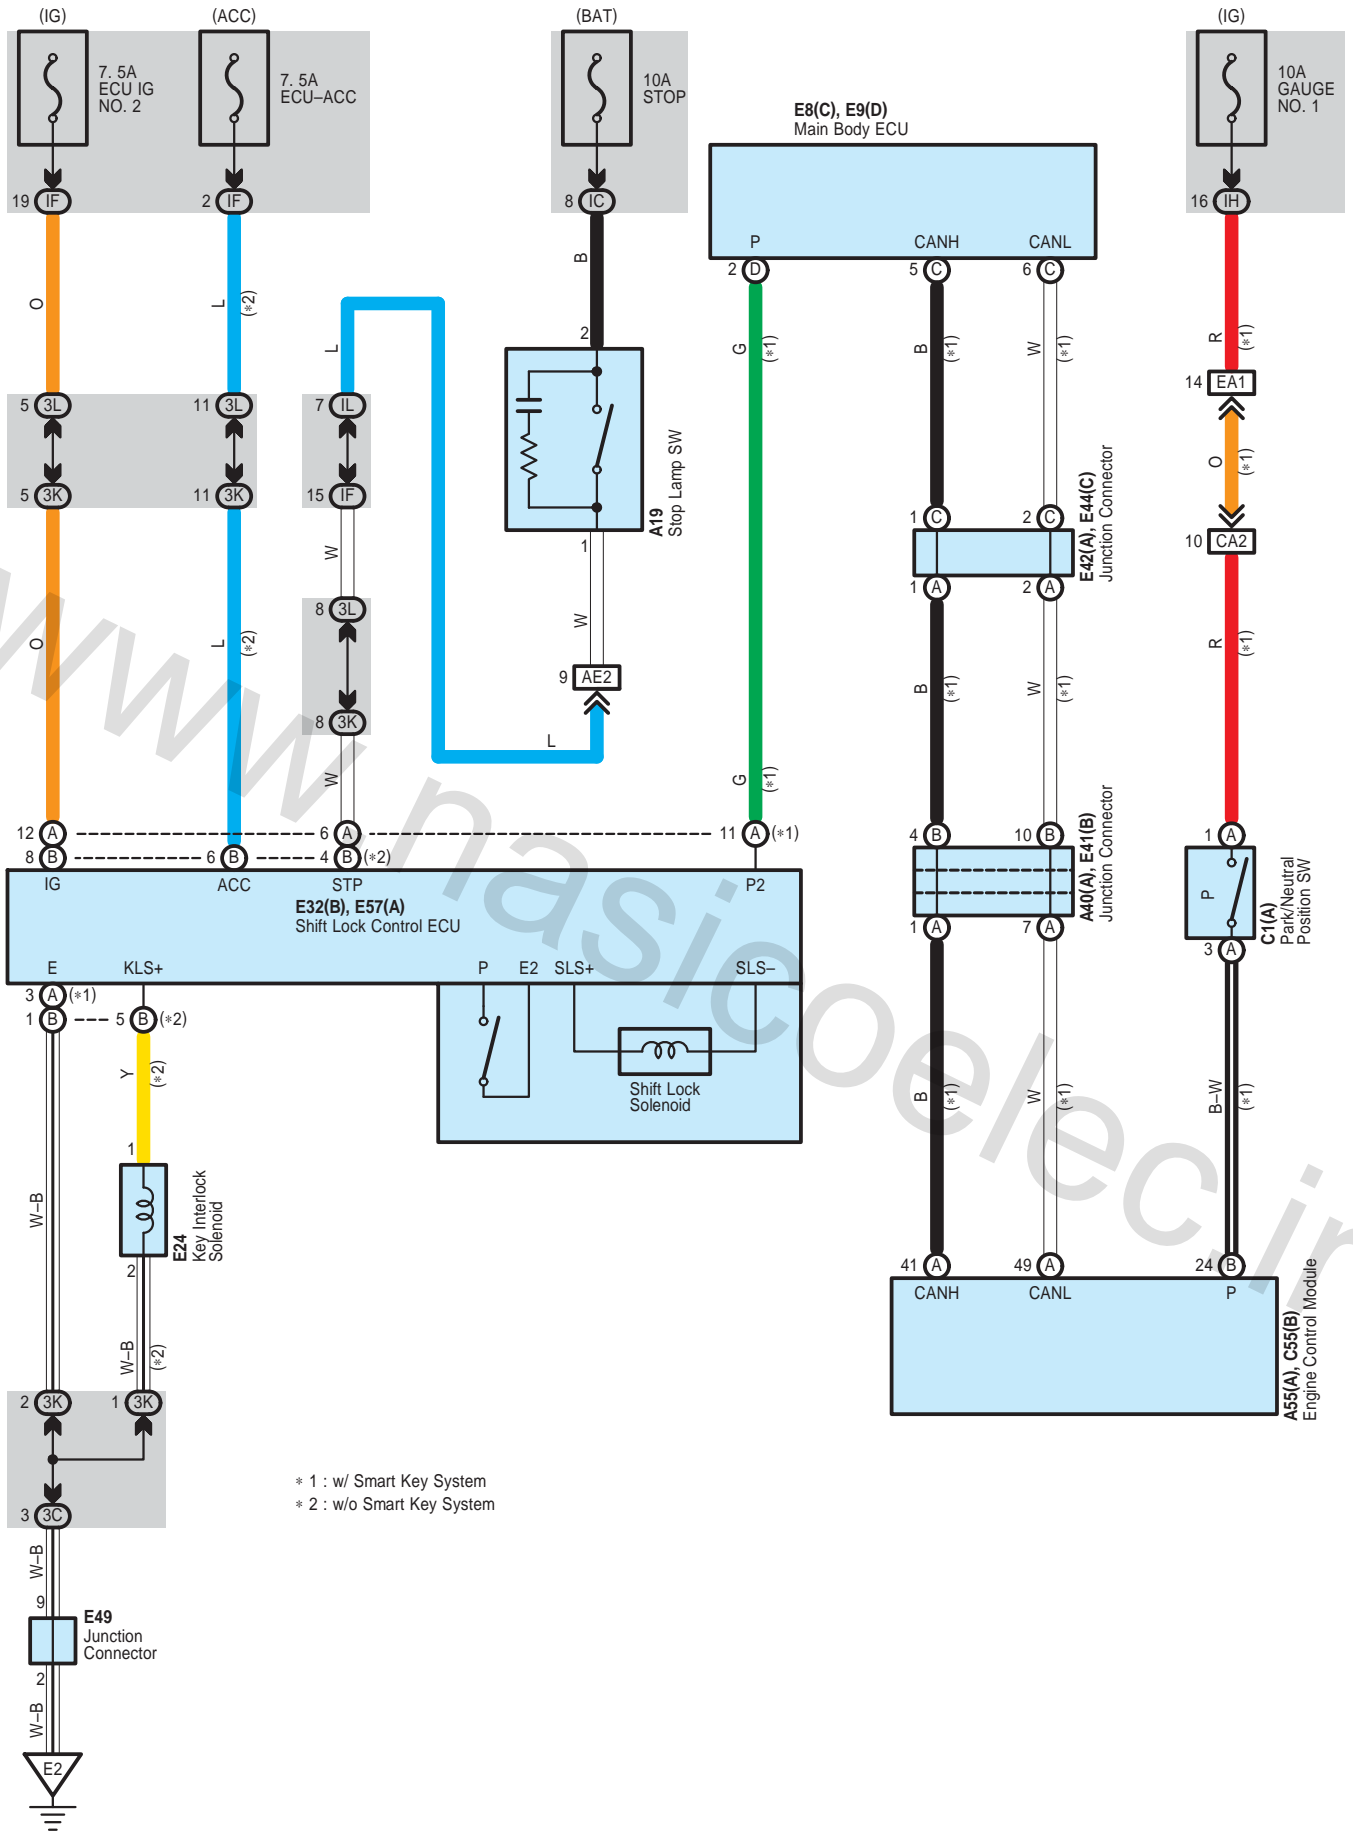 (IG)
(ACC)
(BAT)
(IG)
7. 5A
ECU IG
NO. 2
7. 5A
ECU–ACC
10A
STOP
10A
GAUGE
NO. 1
E8(C), E9(D)
Main Body ECU
19 IF
2 IF
8 IC
16 IH
P
CANH
CANL
2 D
5 C
6 C
O
L
(*2)
L
B
2
G
(*1)
B
(*1)
W
(*1)
R
(*1)
5 3L
11 3L
7 IL
14 EA1
A19
Stop Lamp SW
O
(*1)
5 3K
11 3K
15 IF
1 C
2 C
10 CA2
E42(A), E44(C)
Junction Connector
1
1 A
2 A
W
8 3L
W
O
L
(*2)
9 AE2
B
(*1)
W
(*1)
R
(*1)
8 3K
L
W
G
(*1)
12 A
6 A
11 A (*1)
4 B
10 B
1 A
8 B
6 B
4 B (*2)
IG
ACC
STP
P2
E32(B), E57(A)
Shift Lock Control ECU
A40(A), E41(B)
Junction Connector
P
C1(A)
Park/Neutral
Position SW
1 A
7 A
3 A
E
KLS+
P
E2
SLS+
SLS–
3 A (*1)
1 B
5 B (*2)
Y
(*2)
Shift Lock
Solenoid
B
(*1)
W
(*1)
B–W
(*1)
1
E24
Key Interlock
Solenoid
W–B
2
41 A
49 A
24 B
CANH
CANL
P
A55(A), C55(B)
Engine Control Module
W–B
(*2)
2 3K
1 3K
* 1 : w/ Smart Key System
* 2 : w/o Smart Key System
3 3C
W–B
9
E49
Junction
Connector
2
W–B
E2
www.nasicoelec.ir